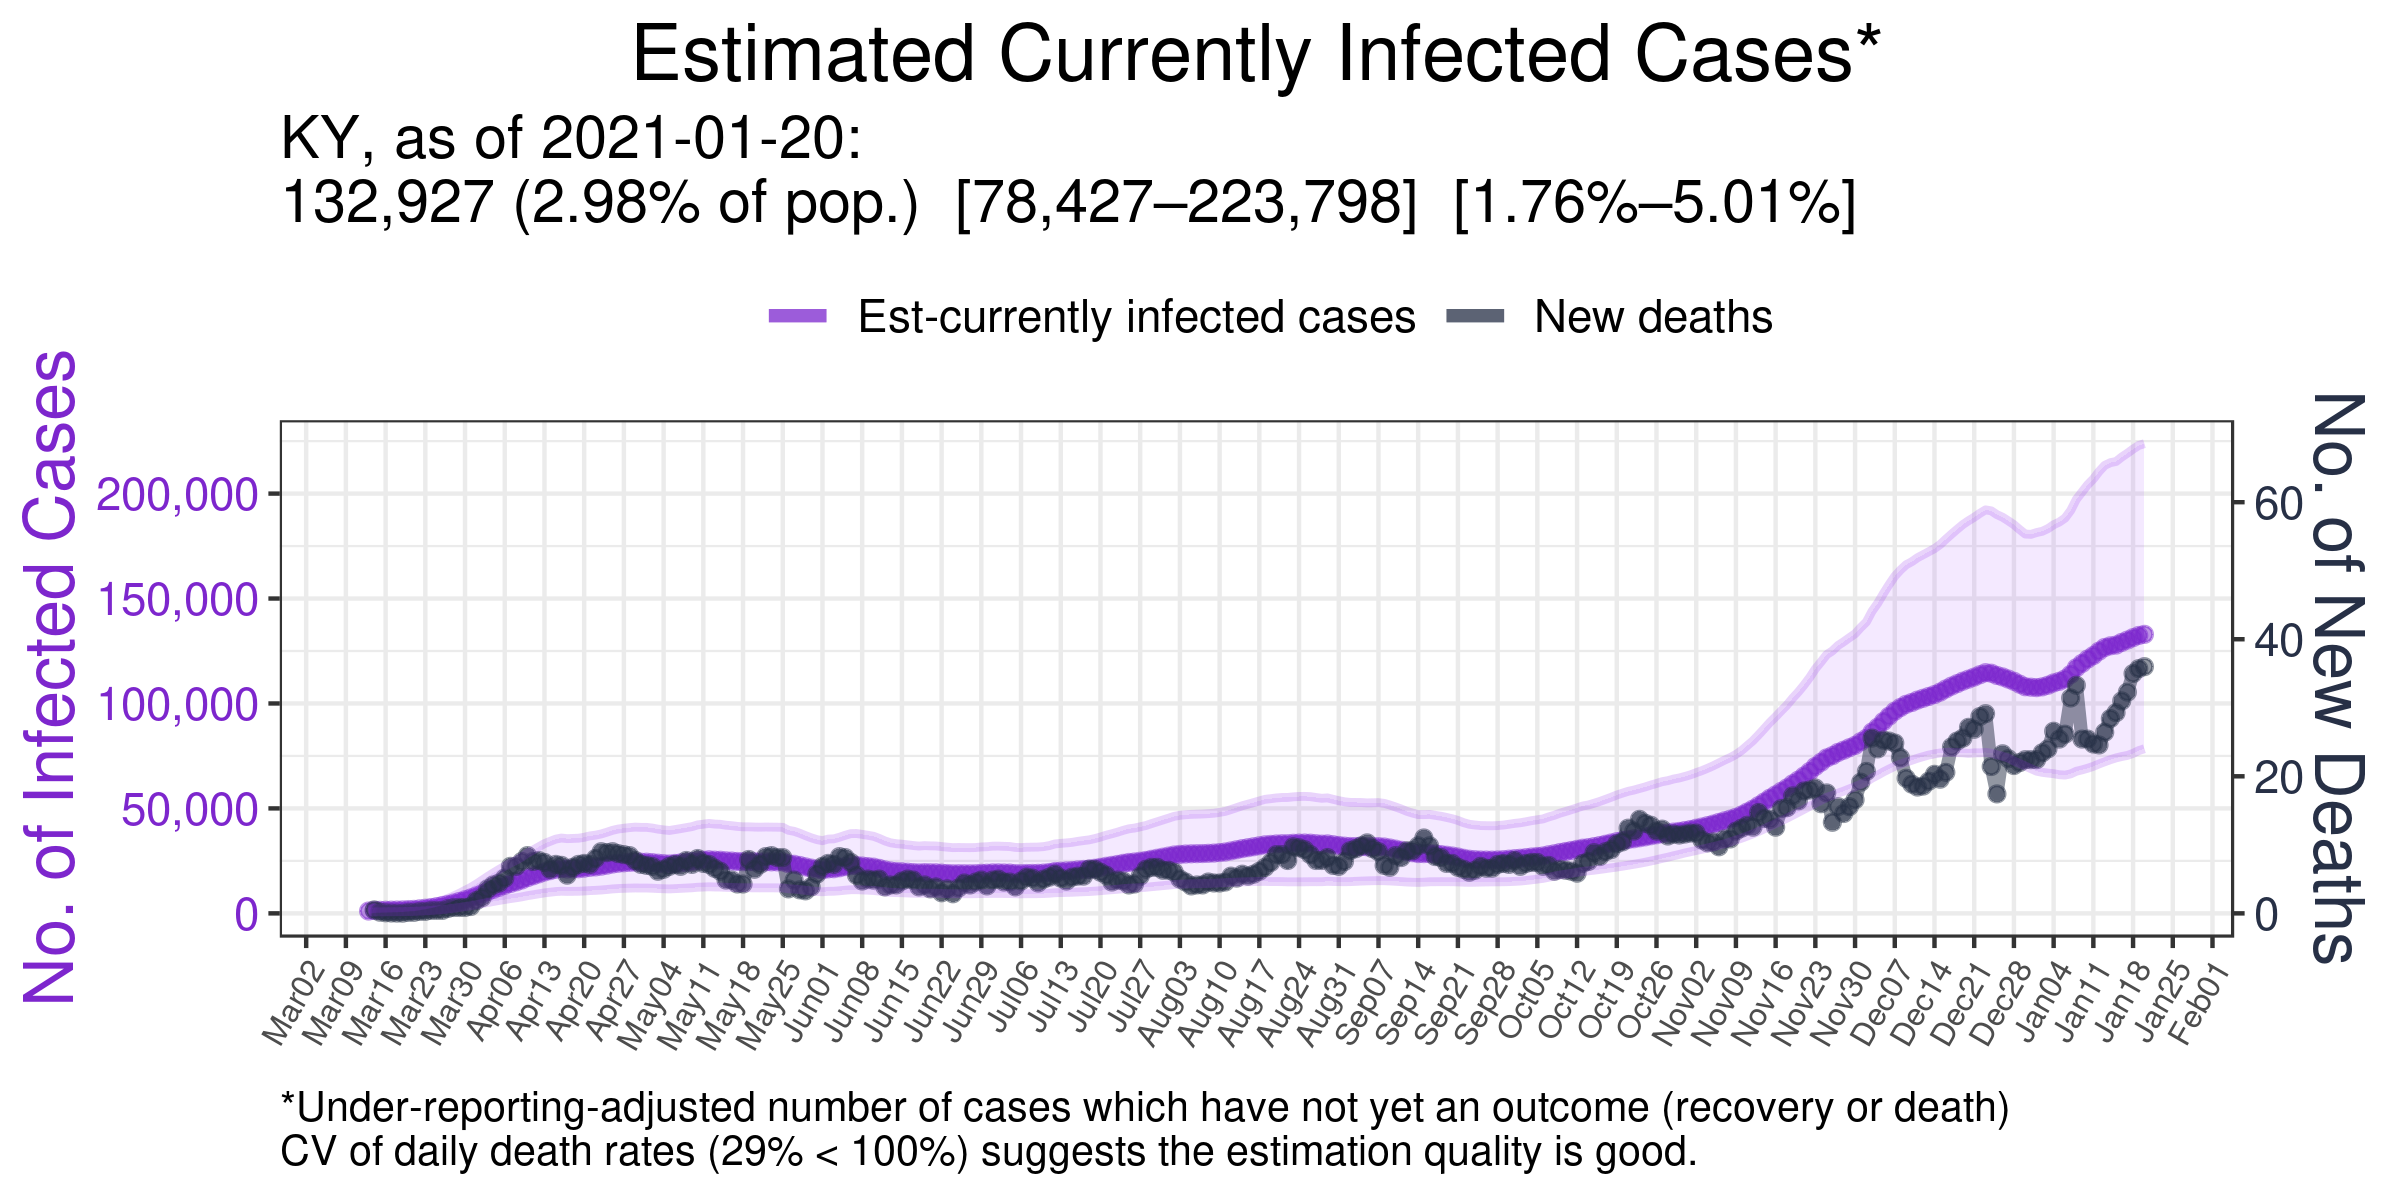 Estimated Currently Infected Cases*
KY, as of 2021-01-20:
132,927 (2.98% of pop.)  [78,427–223,798]  [1.76%–5.01%]
Est-currently infected cases
New deaths
No. of Infected Cases
200,000
150,000
100,000
50,000
0
No. of New Deaths
60
40
20
0
Mar02
Mar09
Mar16
Mar23
Mar30
Apr06
Apr13
Apr20
Apr27
May04
May11
May18
May25
Jun01
Jun08
Jun15
Jun22
Jun29
Jul06
Jul13
Jul20
Jul27
Aug03
Aug10
Aug17
Aug24
Aug31
Sep07
Sep14
Sep21
Sep28
Oct05
Oct12
Oct19
Oct26
Nov02
Nov09
Nov16
Nov23
Nov30
Dec07
Dec14
Dec21
Dec28
Jan04
Jan11
Jan18
Jan25
Feb01
*Under-reporting-adjusted number of cases which have not yet an outcome (recovery or death)
CV of daily death rates (29% < 100%) suggests the estimation quality is good.